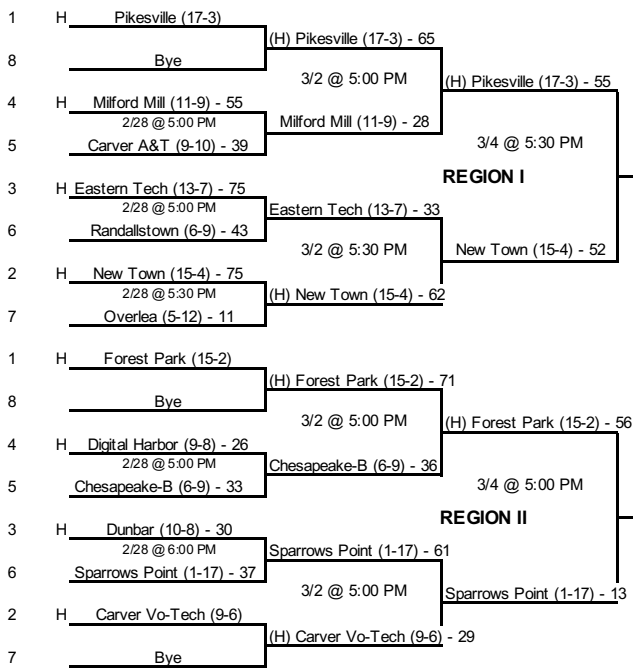 1 H Pikesville (17-3)
(H) Pikesville (17-3) - 65
8 Bye
3/2 @ 5:00 PM
(H) Pikesville (17-3) - 55
4 H Milford Mill (11-9) - 55
2/28 @ 5:00 PM
Milford Mill (11-9) - 28
5 Carver A&T (9-10) - 39
3/4 @ 5:30 PM
REGION I
3 H Eastern Tech (13-7) - 75
2/28 @ 5:00 PM
Eastern Tech (13-7) - 33
6 Randallstown (6-9) - 43
3/2 @ 5:30 PM
New Town (15-4) - 52
2 H New Town (15-4) - 75
2/28 @ 5:30 PM
(H) New Town (15-4) - 62
7 Overlea (5-12) - 11
1 H Forest Park (15-2)
(H) Forest Park (15-2) - 71
8 Bye
3/2 @ 5:00 PM
(H) Forest Park (15-2) - 56
4 H Digital Harbor (9-8) - 26
2/28 @ 5:00 PM
Chesapeake-B (6-9) - 36
5 Chesapeake-B (6-9) - 33
3/4 @ 5:00 PM
REGION II
3 H Dunbar (10-8) - 30
2/28 @ 6:00 PM
Sparrows Point (1-17) - 61
6 Sparrows Point (1-17) - 37
3/2 @ 5:00 PM
Sparrows Point (1-17) - 13
2 H Carver Vo-Tech (9-6)
(H) Carver Vo-Tech (9-6) - 29
7 Bye